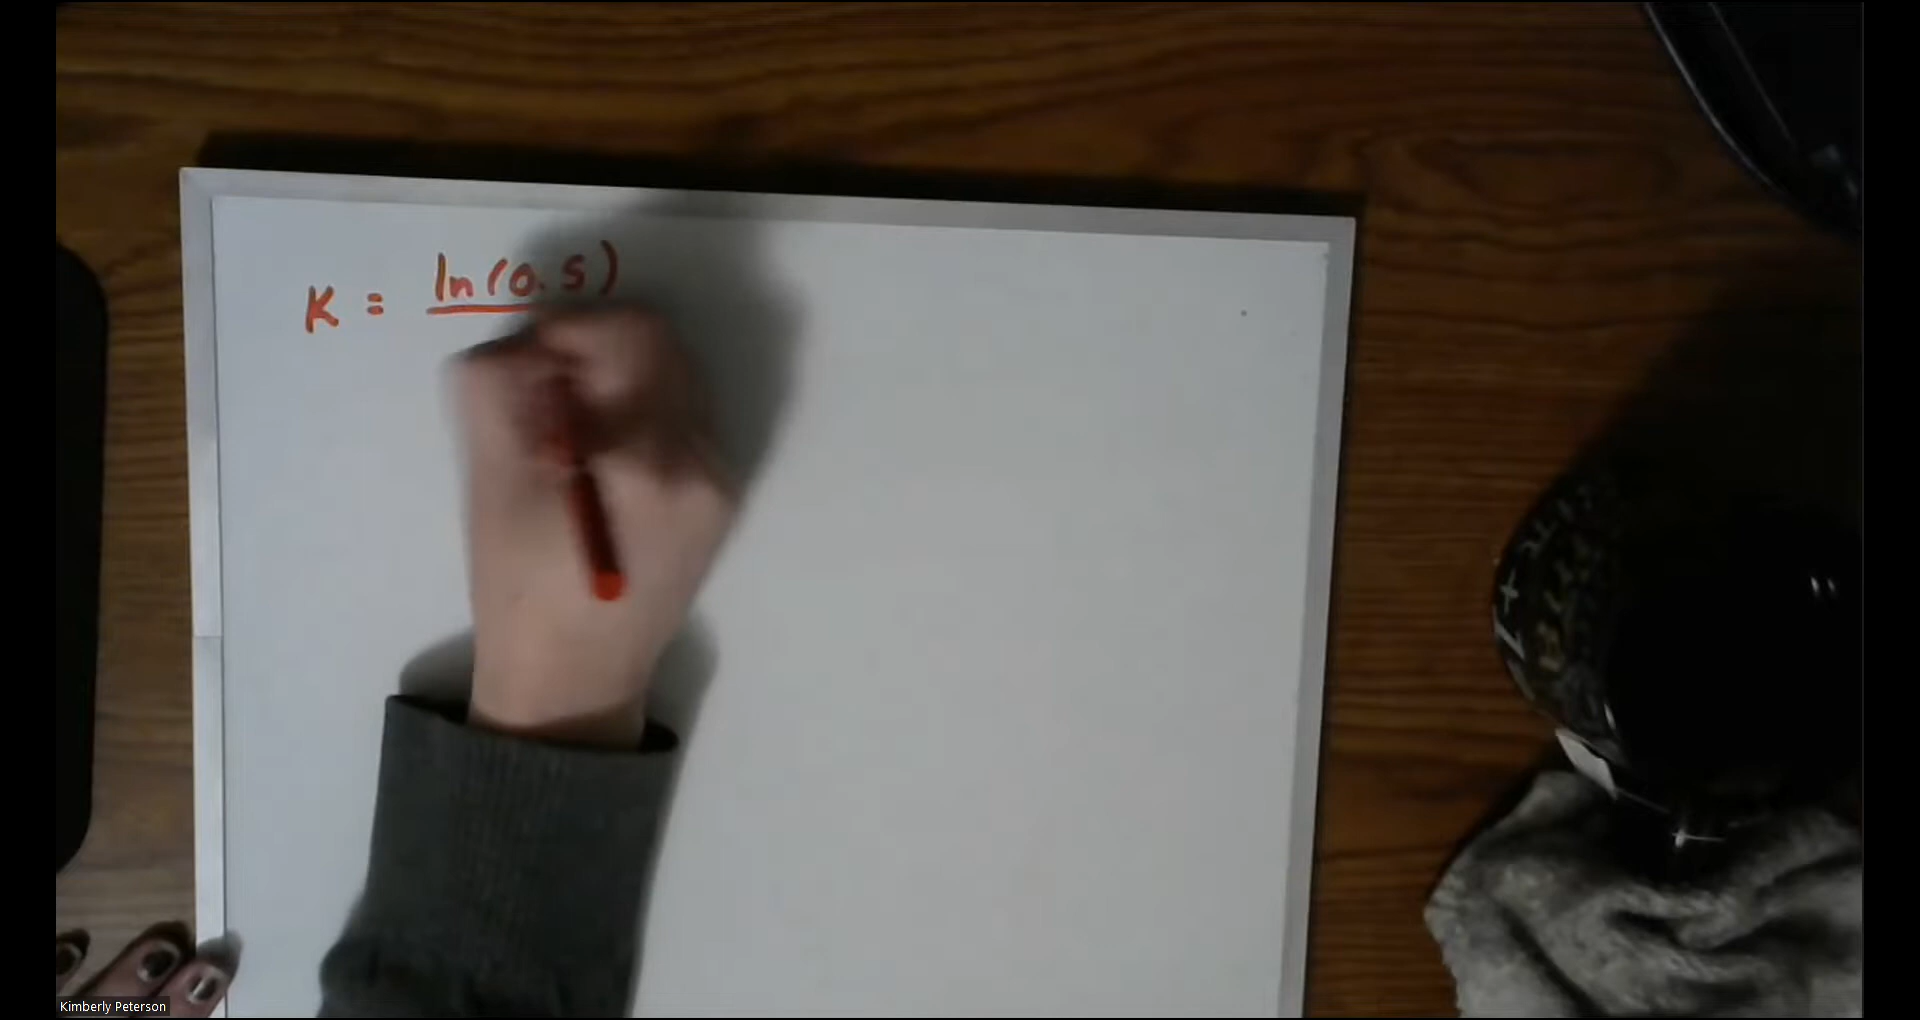 K = ln(0.5)
Kimberly Peterson